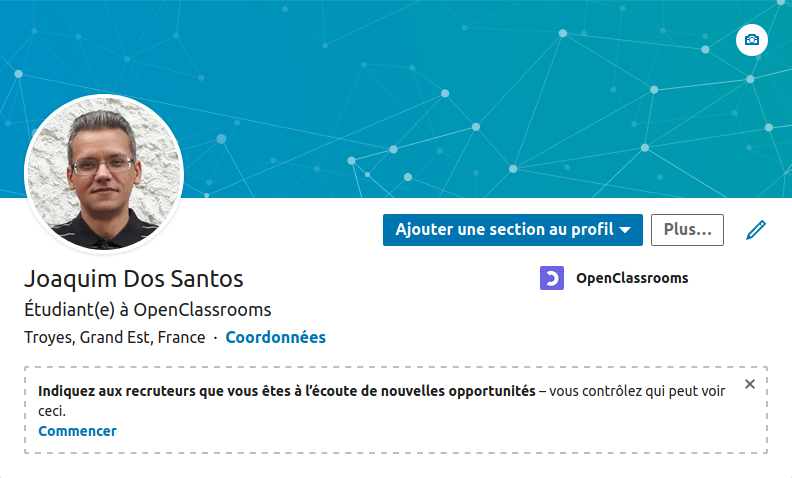 Ajouter une section au profil
Plus...
Joaquim Dos Santos
OpenClassrooms
Étudiant(e) à OpenClassrooms
Troyes, Grand Est, France · Coordonnées
Indiquez aux recruteurs que vous êtes à l’écoute de nouvelles opportunités – vous contrôlez qui peut voir
ceci.
Commencer